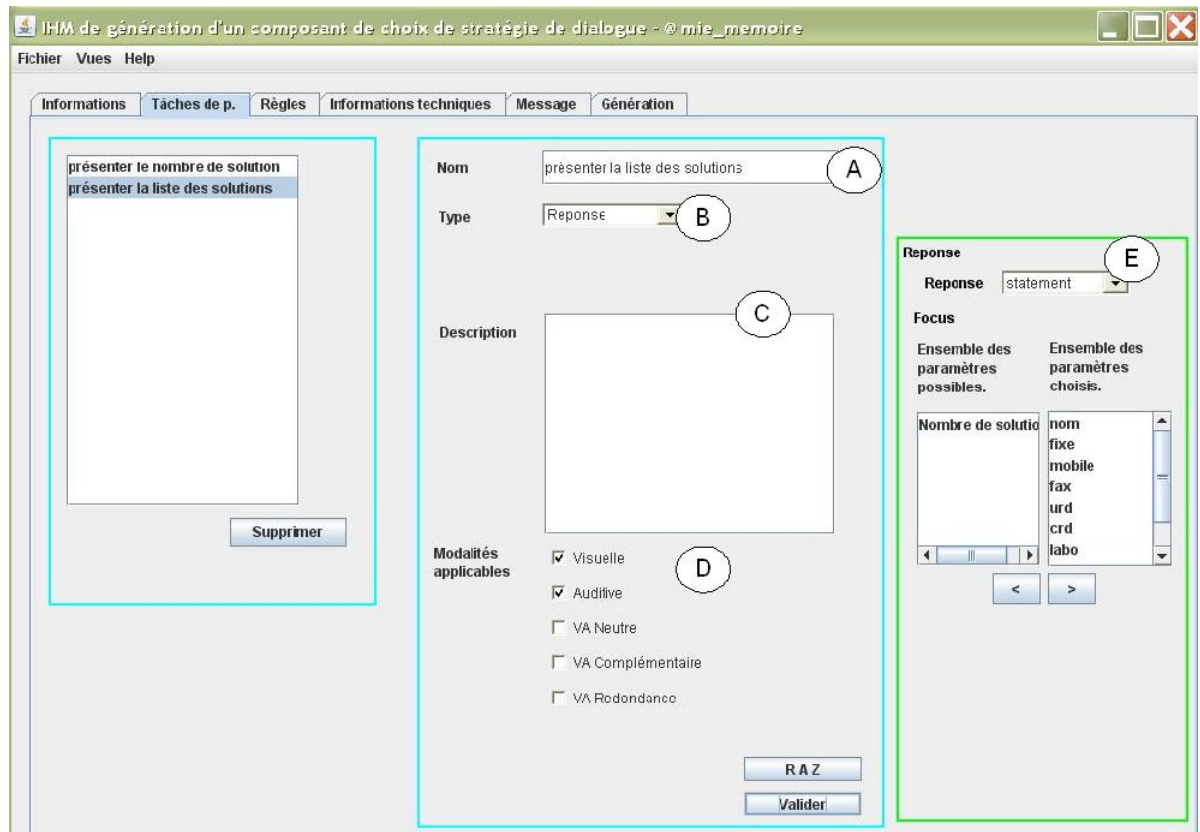 IHM de génération d'un composant de choix de stratégie de dialogue - @ mie_memoire
Fichier Vues Help
Informations Tâches de p. Règles Informations techniques Message Génération
présenter le nombre de solution
présenter la liste des solutions
Supprimer
Nom
présenter la liste des solutions
A
Type
Reponse
B
Description
C
Modalités
applicables
Visuelle
Auditive
VA Neutre
VA Complémentaire
VA Redondance
D
R A Z
Valider
Reponse
E
Reponse statement
Focus
Ensemble des
paramètres
possibles.
Ensemble des
paramètres
choisis.
Nombre de solutio
nom
fixe
mobile
fax
urd
crd
labo
< >